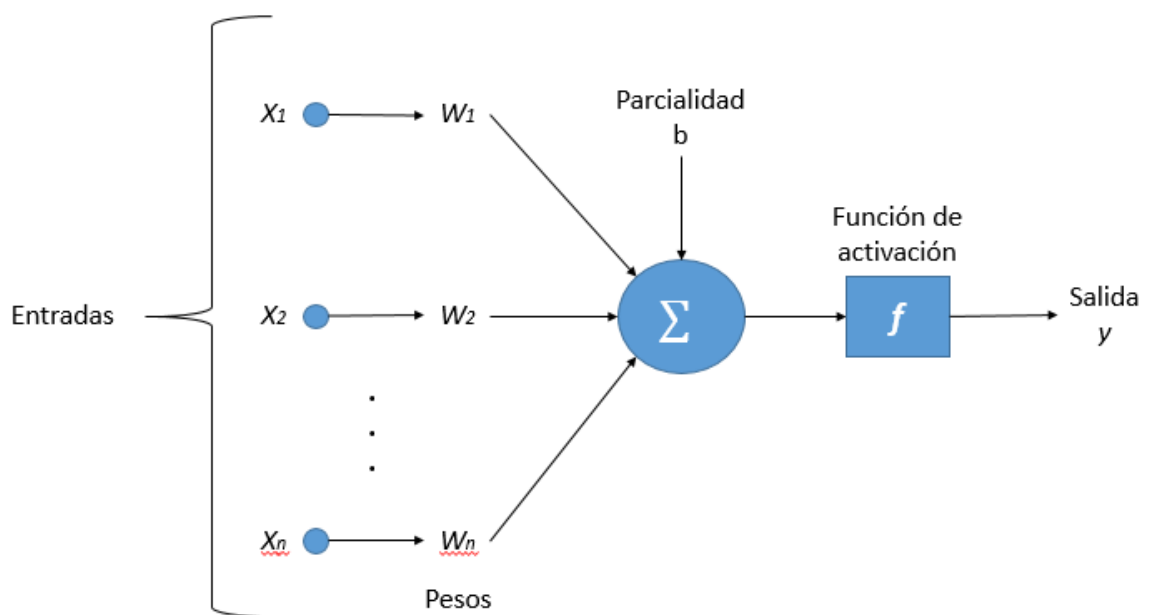 Entradas
X1
W1
X2
W2
.
.
.
Xn
Wn
Pesos
Parcialidad
b
Σ
Función de
activación
f
Salida
y